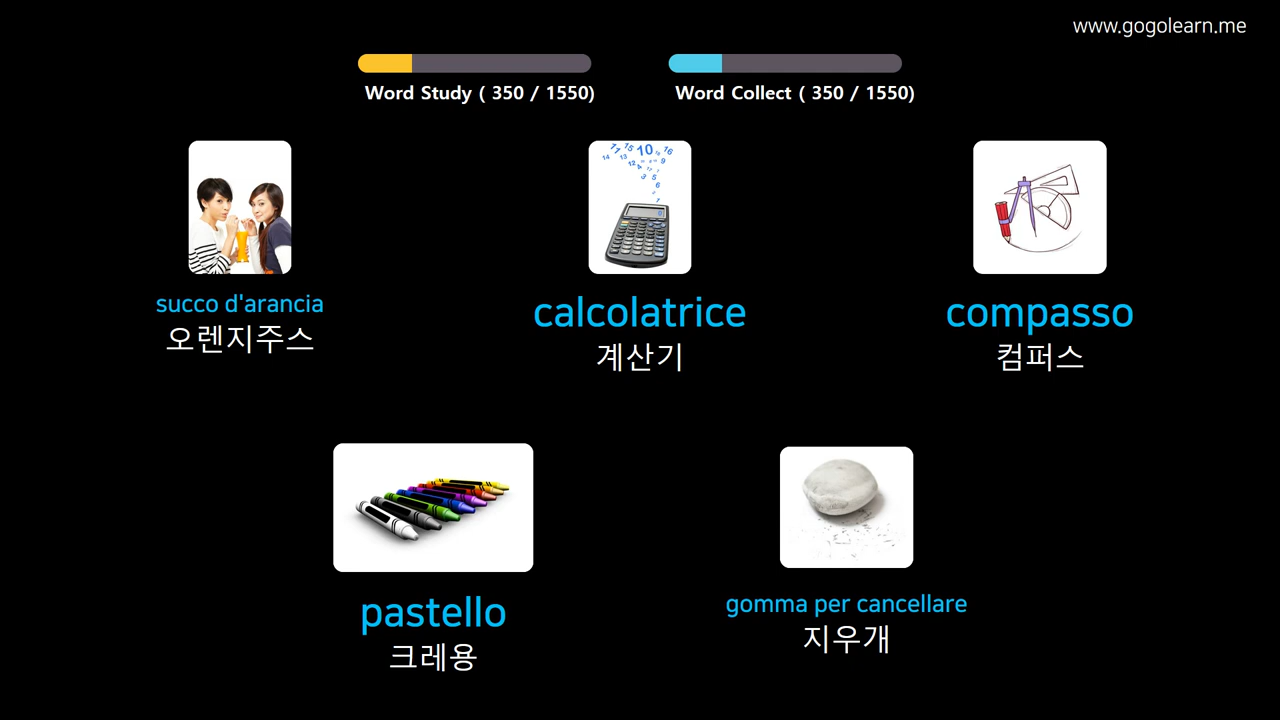 www.gogolearn.me
Word Study ( 350 / 1550)
Word Collect ( 350 / 1550)
succo d'arancia
오렌지주스
calcolatrice
계산기
compasso
컴퍼스
pastello
크레용
gomma per cancellare
지우개